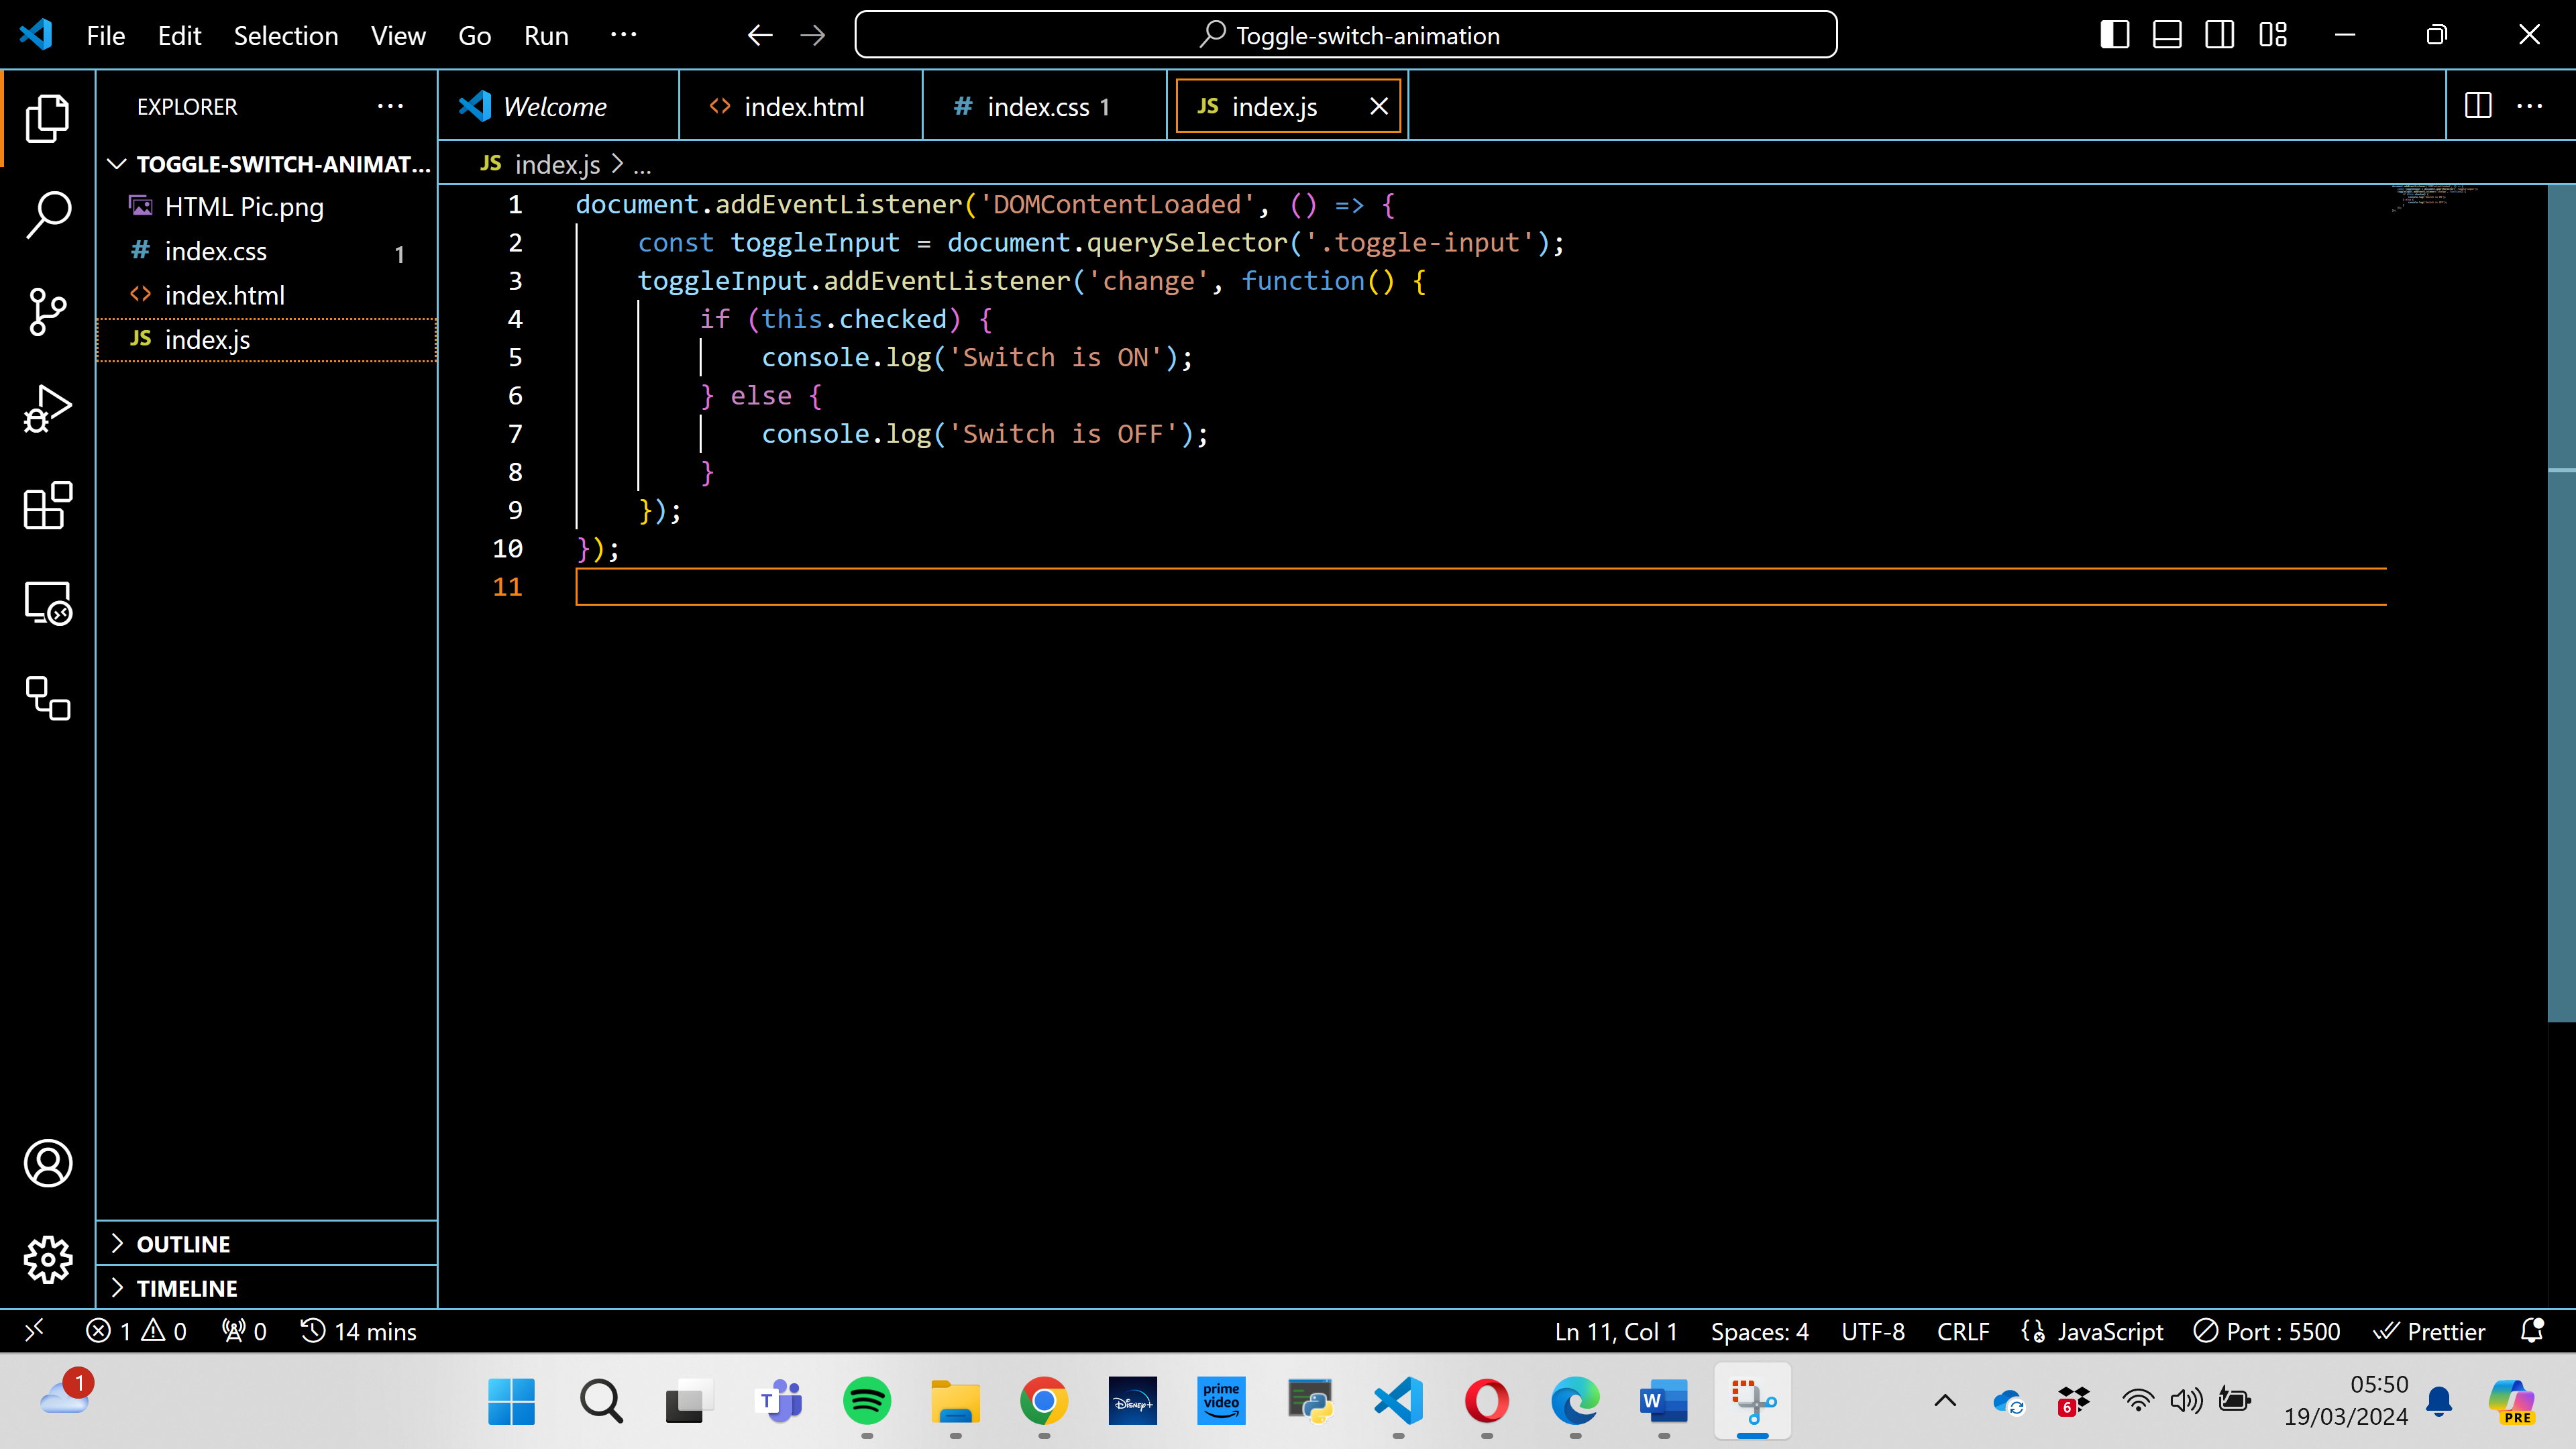 File Edit Selection View Go Run ··· Toggle-switch-animation
EXPLORER ···
Welcome index.html index.css 1 index.js
TOGGLE-SWITCH-ANIMAT...
HTML Pic.png
index.css 1
index.html
JS index.js
JS index.js > ...
1 document.addEventListener('DOMContentLoaded', () => {
2 const toggleInput = document.querySelector('.toggle-input');
3 toggleInput.addEventListener('change', function() {
4 if (this.checked) {
5 console.log('Switch is ON');
6 } else {
7 console.log('Switch is OFF');
8 }
9 });
10 });
11
OUTLINE
TIMELINE
1 0 0 14 mins Ln 11, Col 1 Spaces: 4 UTF-8 CRLF JavaScript Port : 5500 Prettier
1
T
Disney+
prime video
W
6
05:50
19/03/2024
PRE